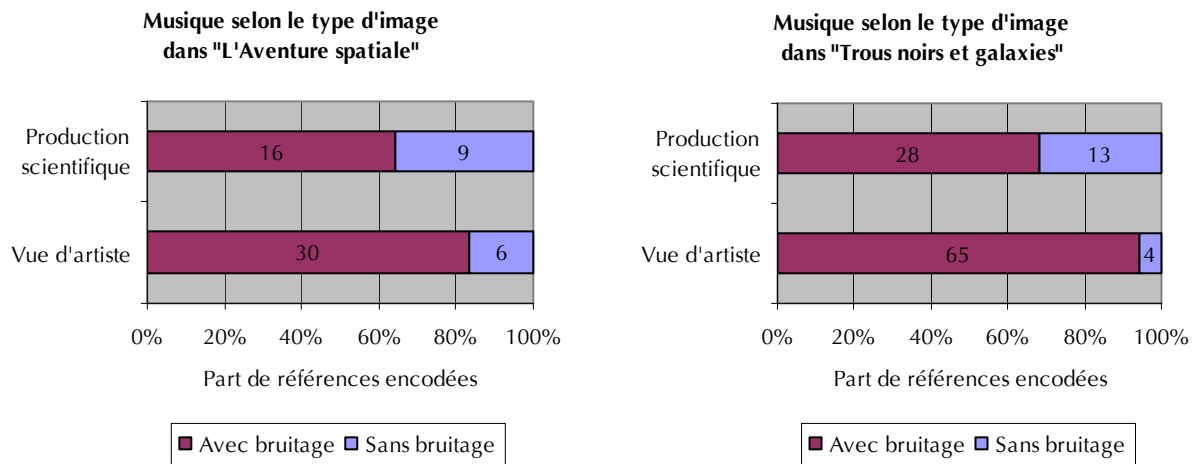 Musique selon le type d'image
dans "L'Aventure spatiale"
Production
scientifique
16
9
Vue d'artiste
30
6
0% 20% 40% 60% 80% 100%
Part de références encodées
Avec bruitage Sans bruitage
Musique selon le type d'image
dans "Trous noirs et galaxies"
Production
scientifique
28
13
Vue d'artiste
65
4
0% 20% 40% 60% 80% 100%
Part de références encodées
Avec bruitage Sans bruitage